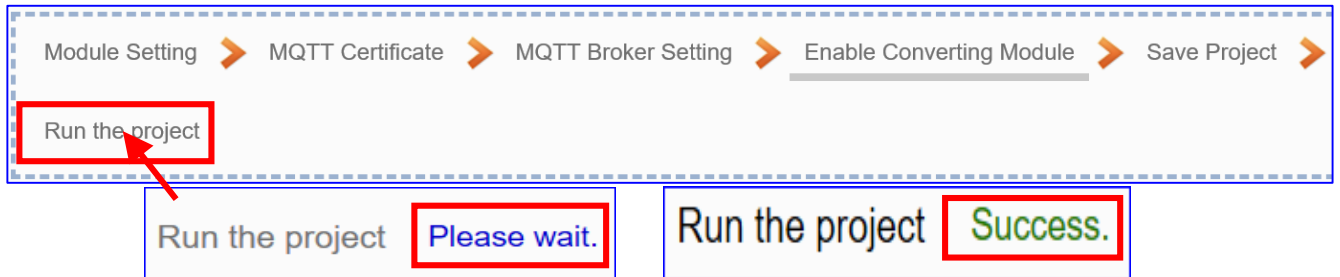 Module Setting MQTT Certificate MQTT Broker Setting Enable Converting Module Save Project
Run the project
Run the project Please wait.
Run the project Success.